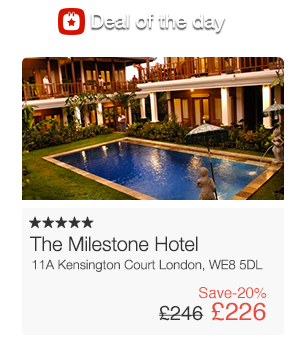 Deal of the day
The Milestone Hotel
11A Kensington Court London, WE8 5DL
Save-20%
£246 £226